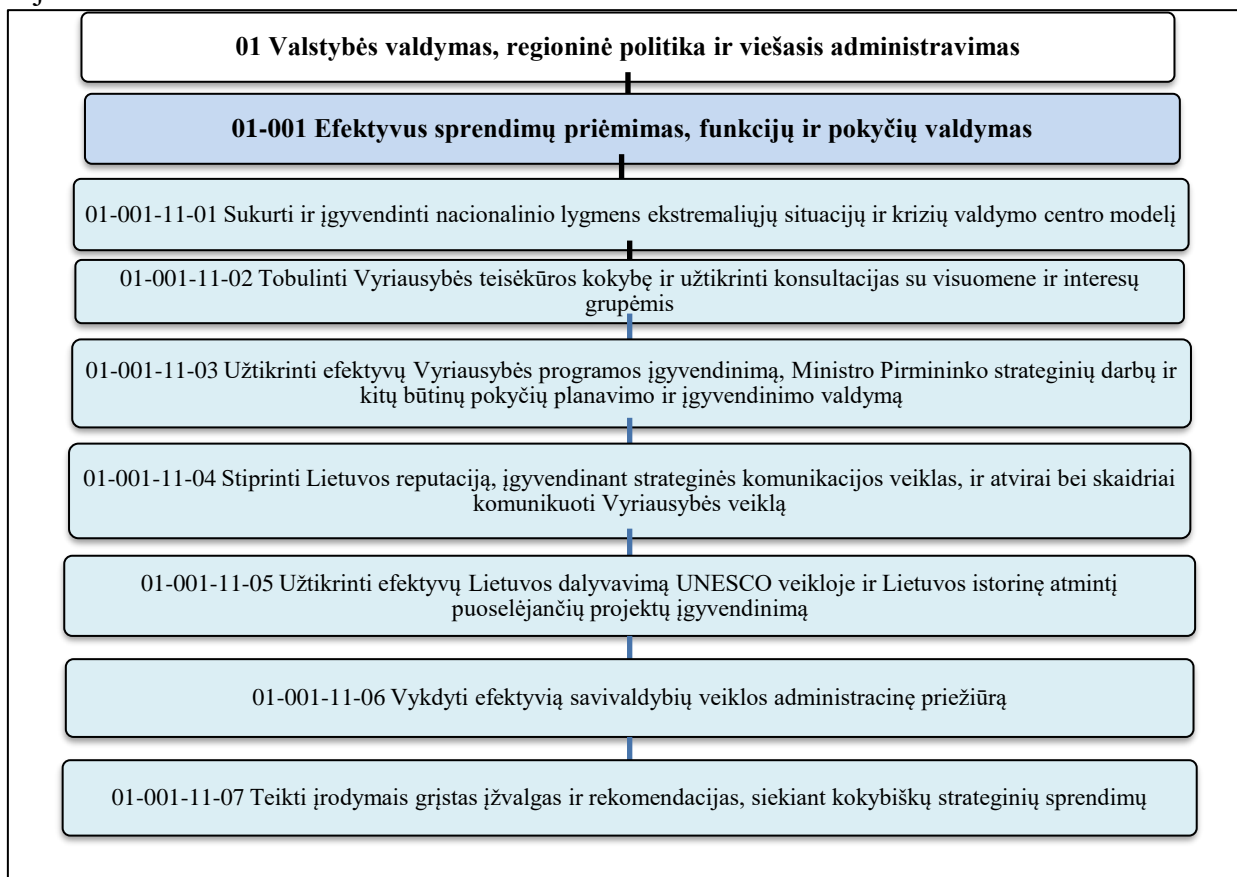 01 Valstybės valdymas, regioninė politika ir viešasis administravimas
01-001 Efektyvus sprendimų priėmimas, funkcijų ir pokyčių valdymas
01-001-11-01 Sukurti ir įgyvendinti nacionalinio lygmens ekstremaliųjų situacijų ir krizių valdymo centro modelį
01-001-11-02 Tobulinti Vyriausybės teisėkūros kokybę ir užtikrinti konsultacijas su visuomene ir interesų
grupėmis
01-001-11-03 Užtikrinti efektyvų Vyriausybės programos įgyvendinimą, Ministro Pirmininko strateginių darbų ir
kitų būtinų pokyčių planavimo ir įgyvendinimo valdymą
01-001-11-04 Stiprinti Lietuvos reputaciją, įgyvendinant strateginės komunikacijos veiklas, ir atvirai bei skaidriai
komunikuoti Vyriausybės veiklą
01-001-11-05 Užtikrinti efektyvų Lietuvos dalyvavimą UNESCO veikloje ir Lietuvos istorinę atmintį
puoselėjančių projektų įgyvendinimą
01-001-11-06 Vykdyti efektyvią savivaldybių veiklos administracinę priežiūrą
01-001-11-07 Teikti įrodymais grįstas įžvalgas ir rekomendacijas, siekiant kokybiškų strateginių sprendimų